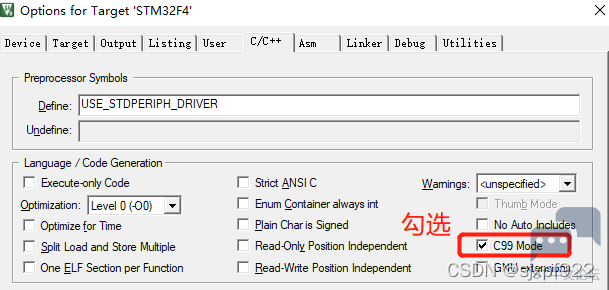 Options for Target 'STM32F4'
Device Target Output Listing User C/C++ Asm Linker Debug Utilities
Preprocessor Symbols
Define: USE_STDPERIPH_DRIVER
Undefine:
Language / Code Generation
Execute-only Code Strict ANSI C Warnings: <unspecified>
Optimization: Level 0 (-O0) Enum Container always int Thumb Mode
Optimize for Time Plain Char is Signed 勾选 No Auto Includes
Split Load and Store Multiple Read-Only Position Independent C99 Mode
One ELF Section per Function Read-Write Position Independent GNU extensions